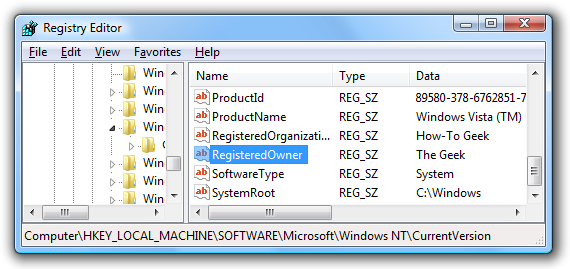 Registry Editor
File Edit View Favorites Help
Name Type Data
Win
Win
Win
Win
Win
Win
Win
ProductId REG_SZ 89580-378-6762851-7
ProductName REG_SZ Windows Vista (TM)
RegisteredOrganizati... REG_SZ How-To Geek
RegisteredOwner REG_SZ The Geek
SoftwareType REG_SZ System
SystemRoot REG_SZ C:\Windows
Computer\HKEY_LOCAL_MACHINE\SOFTWARE\Microsoft\Windows NT\CurrentVersion